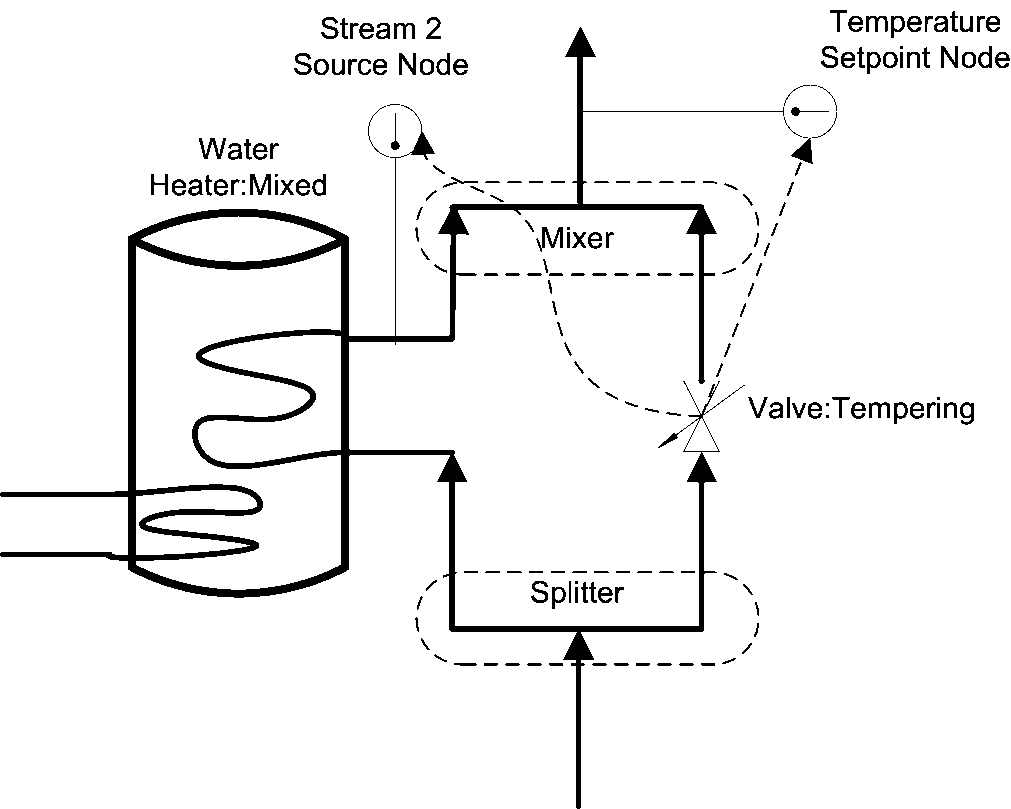 Stream 2
Source Node
Temperature
Setpoint Node
Water
Heater:Mixed
Mixer
Valve:Tempering
Splitter